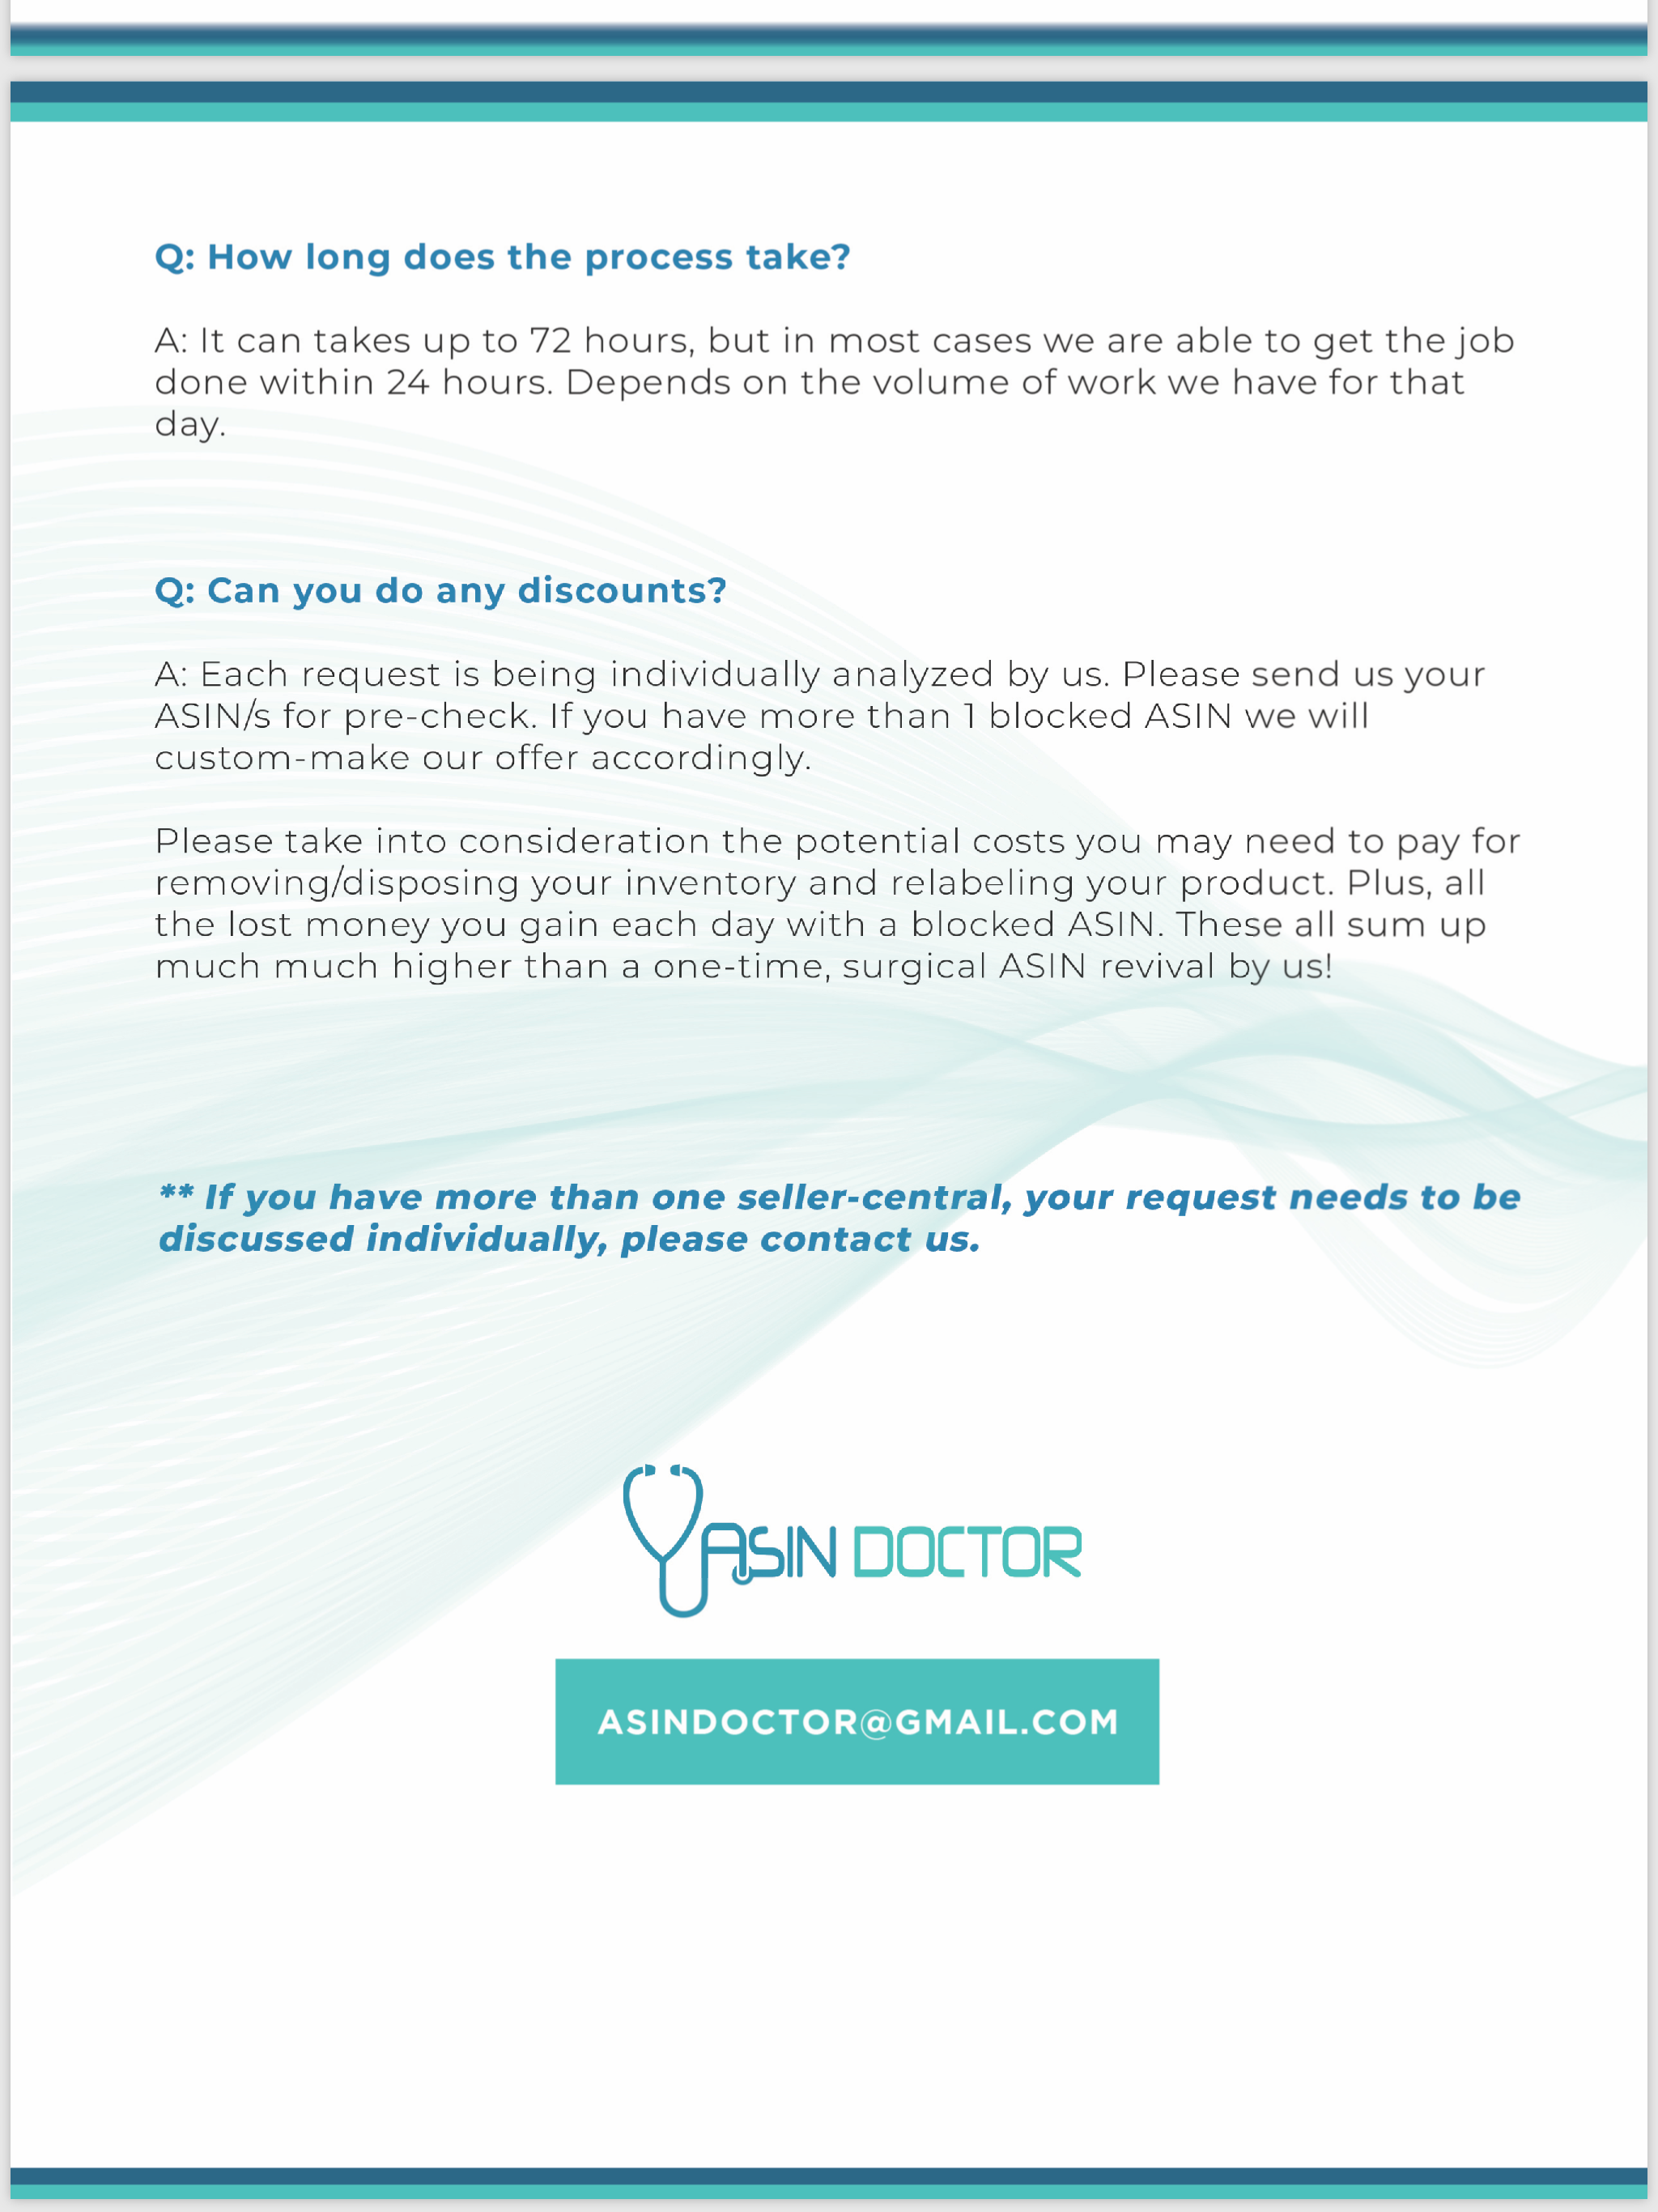 Q: How long does the process take?
A: It can takes up to 72 hours, but in most cases we are able to get the job
done within 24 hours. Depends on the volume of work we have for that
day.
Q: Can you do any discounts?
A: Each request is being individually analyzed by us. Please send us your
ASIN/s for pre-check. If you have more than 1 blocked ASIN we will
custom-make our offer accordingly.
Please take into consideration the potential costs you may need to pay for
removing/disposing your inventory and relabeling your product. Plus, all
the lost money you gain each day with a blocked ASIN. These all sum up
much much higher than a one-time, surgical ASIN revival by us!
** If you have more than one seller-central, your request needs to be
discussed individually, please contact us.
ASIN DOCTOR
ASINDOCTOR@GMAIL.COM